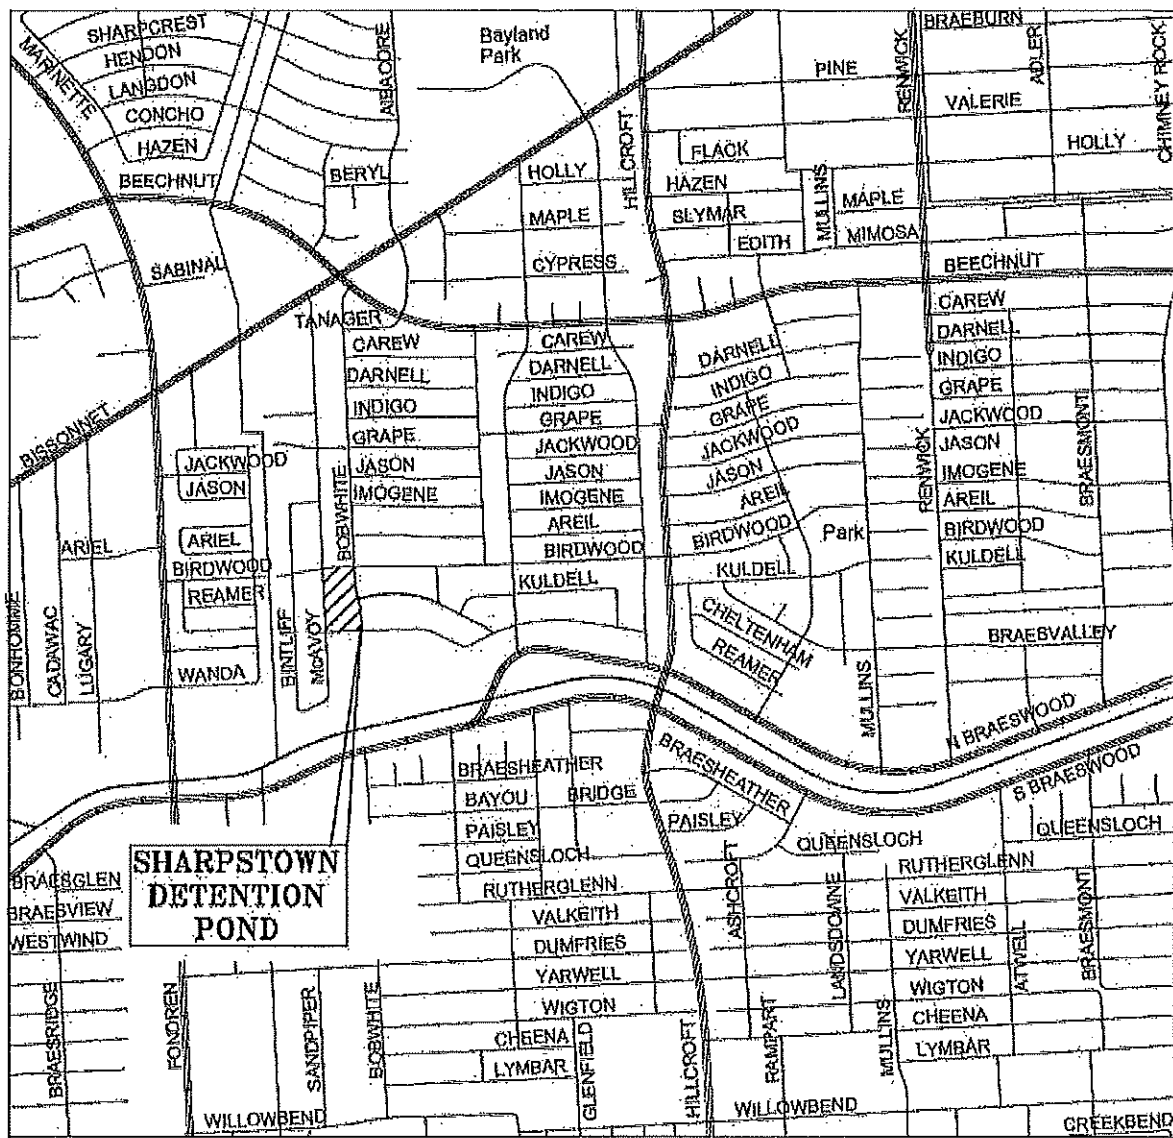 SHARPCREST
HENDON
LANGDON
CONCHO
HAZEN
BEECHNUT
MARINETTE
ALBACORE
Bayland
Park
BERYL
HILLCROFT
PINE
RENWICK
BRAEBURN
ADLER
CHIMNEY ROCK
VALERIE
HOLLY
FLACK
HOLLY
HAZEN
MULLINS
MAPLE
MAPLE
SLYMAR
EDITH
MIMOSA
SABINAL
CYPRESS
BEECHNUT
TANAGER
CAREW
DARNELL
INDIGO
GRAPE
JASON
IMOGENE
CAREW
DARNELL
INDIGO
GRAPE
JACKWOOD
JASON
IMOGENE
AREIL
BIRDWOOD
KULDELL
DARNELL
INDIGO
GRAPE
JACKWOOD
JASON
AREIL
BIRDWOOD
KULDELL
Park
CAREW
DARNELL
INDIGO
GRAPE
JACKWOOD
JASON
IMOGENE
AREIL
BIRDWOOD
KULDELL
RENWICK
BRAESMONT
BISSONNET
JACKWOOD
JASON
ARIEL
ARIEL
BIRDWOOD
REAMER
WANDA
BOBWHITE
BONHOMME
CADAWAC
LUGARY
BINTLIFF
McAVOY
CHELTENHAM
REAMER
BRAEBVALLEY
MULLINS
N BRAESWOOD
S BRAESWOOD
BRAESHEATHER
BAYOU BRIDGE
PAISLEY
QUEENSLOCH
RUTHERGLENN
BRAESHEATHER
PAISLEY
QUEENSLOCH
QUEENSLOCH
RUTHERGLENN
SHARPSTOWN
DETENTION
POND
BRAESGLEN
BRAESVIEW
WESTWIND
VALKEITH
DUMFRIES
YARWELL
WIGTON
CHEENA
LYMBAR
ASHCROFT
LANDSDOWNE
VALKEITH
DUMFRIES
YARWELL
WIGTON
CHEENA
LYMBAR
ATWELL
BRAESMONT
BRAESRIDGE
FONDREN
SANDPIPER
BOBWHITE
GLENFIELD
HILLCROFT
RAMPART
MULLINS
WILLOWBEND
WILLOWBEND
CREEKBEND